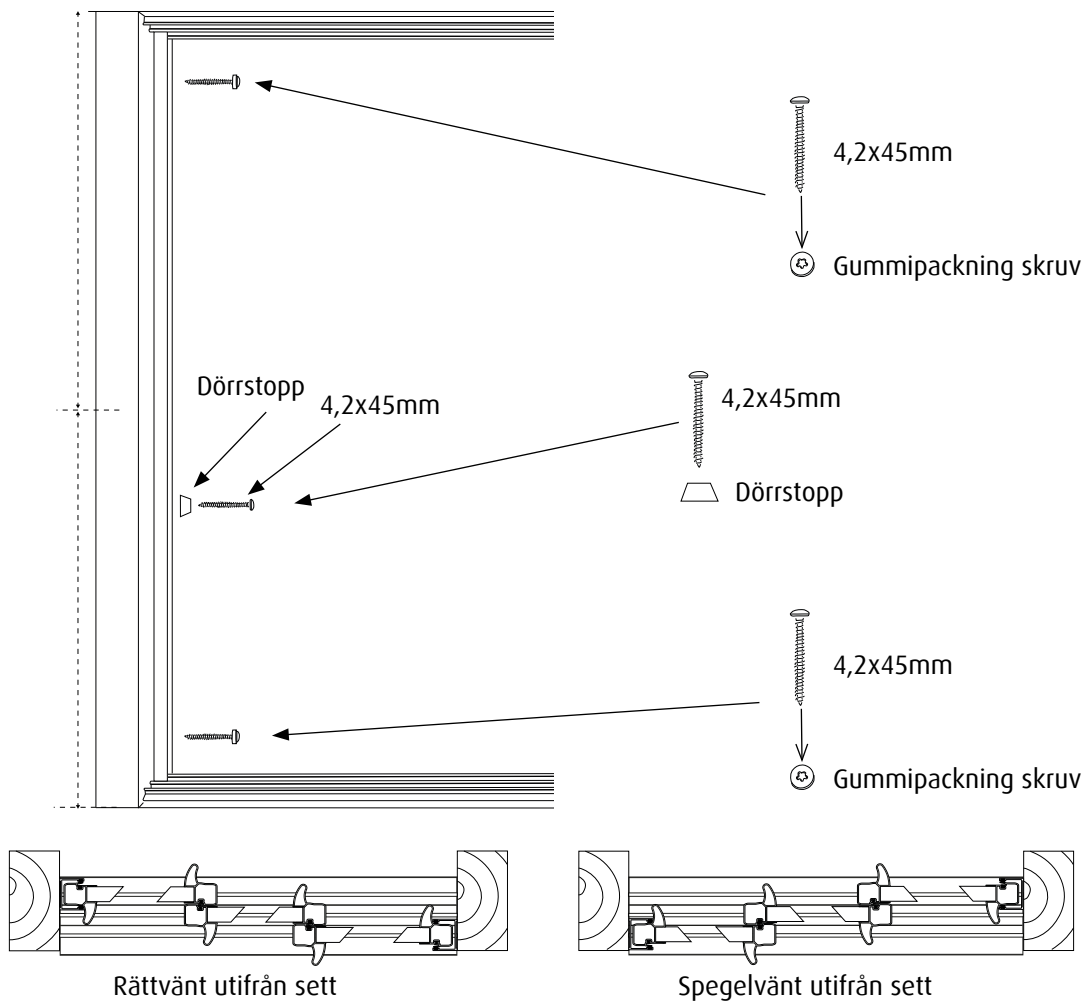 4,2x45mm
Gummipackning skruv
Dörrstopp
4,2x45mm
4,2x45mm
Dörrstopp
4,2x45mm
Gummipackning skruv
Rättvänt utifrån sett
Spegelvänt utifrån sett